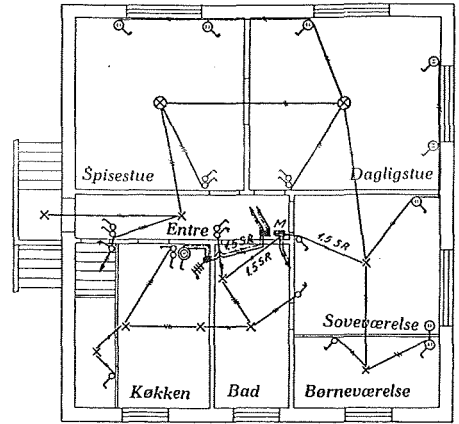 Spisestue
Dagligstue
Entre
M
1.5 SR
1.5 SR
1.5 SR
Soveværelse
Køkken
Bad
Børneværelse